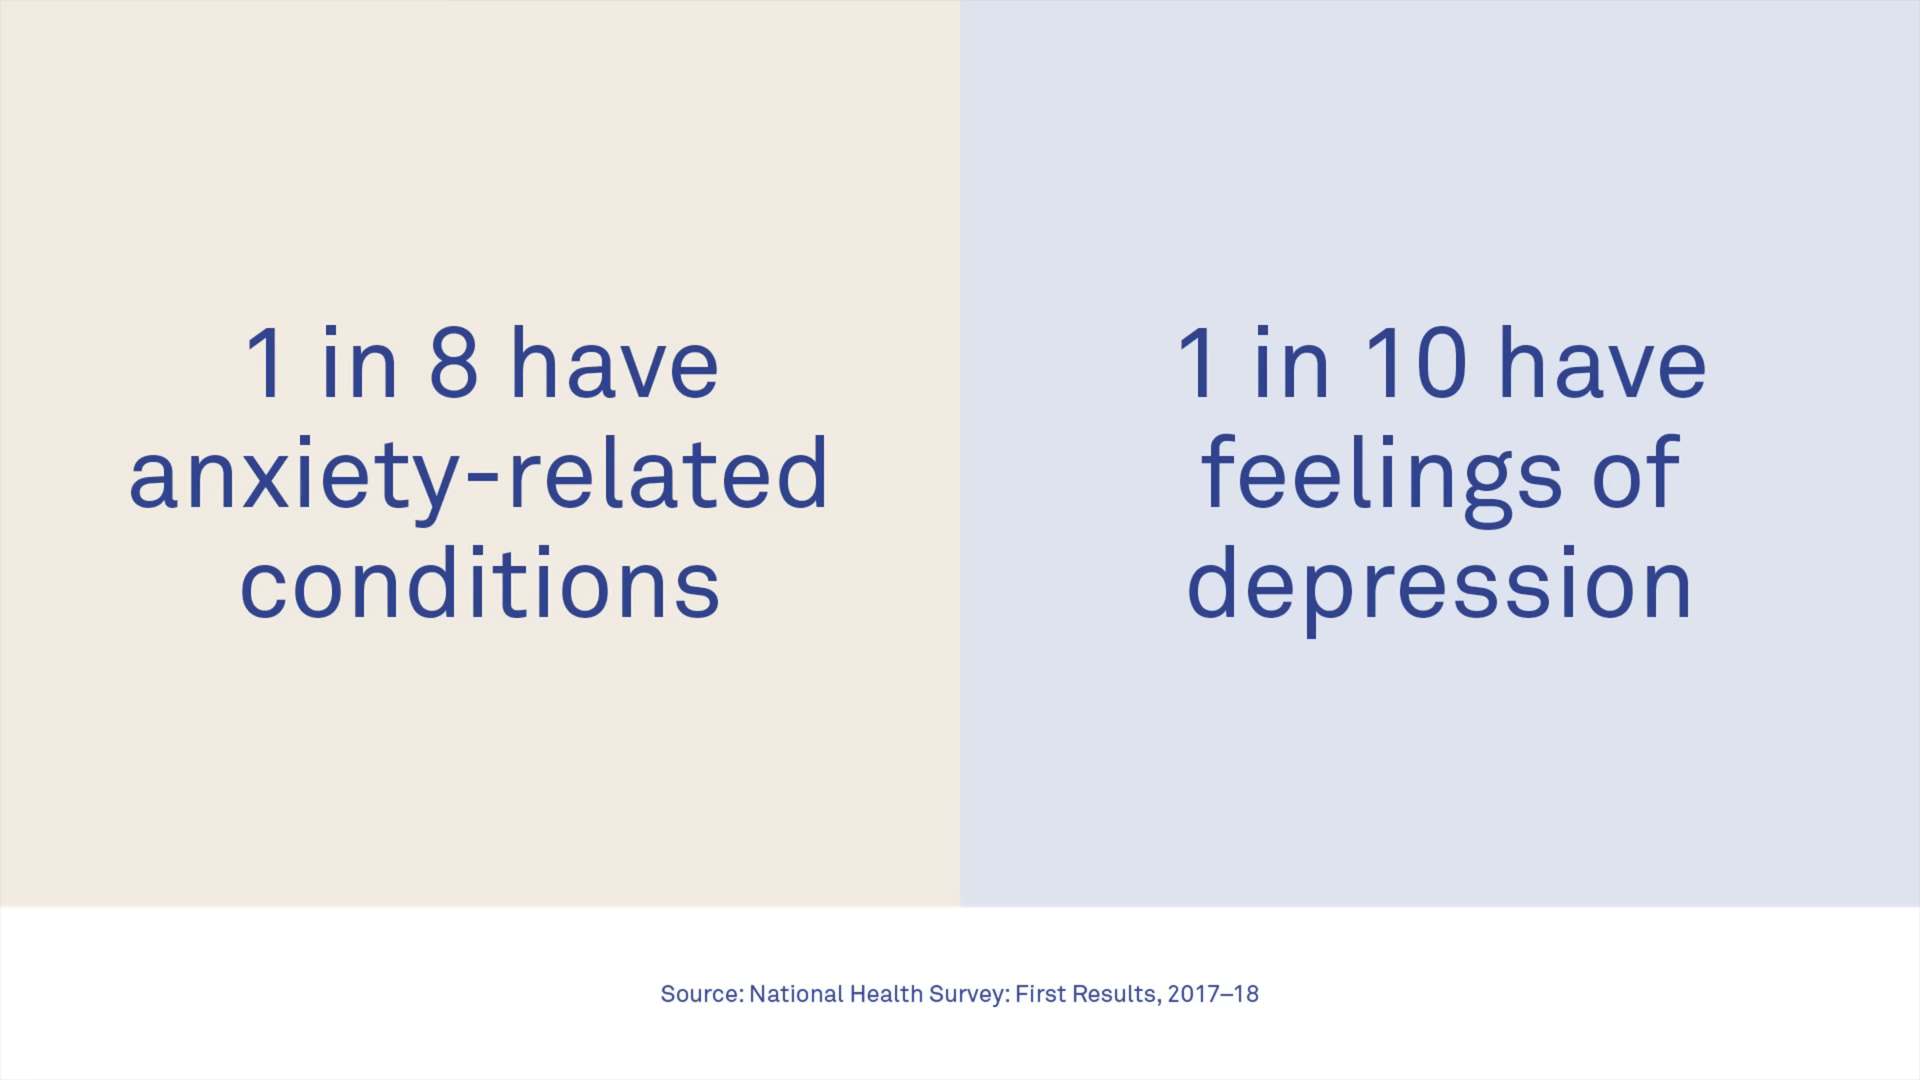 1 in 8 have
anxiety-related
conditions
1 in 10 have
feelings of
depression
Source: National Health Survey: First Results, 2017–18